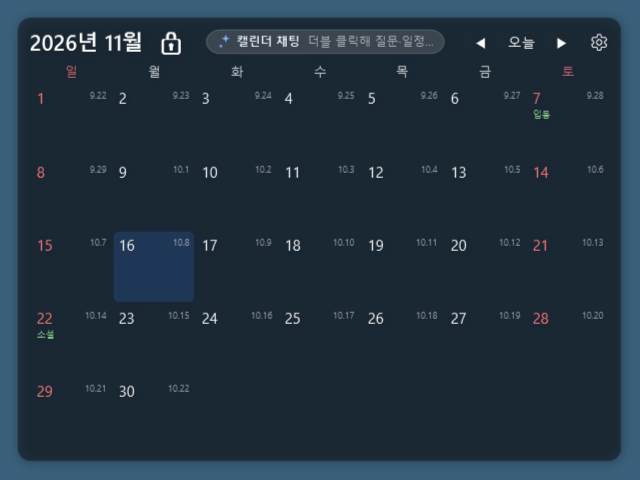 2026년 11월 캘린더 채팅 더블 클릭해 질문·일정... 오늘
일 월 화 수 목 금 토
1 9.22 2 9.23 3 9.24 4 9.25 5 9.26 6 9.27 7 9.28
입동
8 9.29 9 10.1 10 10.2 11 10.3 12 10.4 13 10.5 14 10.6
15 10.7 16 10.8 17 10.9 18 10.10 19 10.11 20 10.12 21 10.13
22 10.14 23 10.15 24 10.16 25 10.17 26 10.18 27 10.19 28 10.20
소설
29 10.21 30 10.22